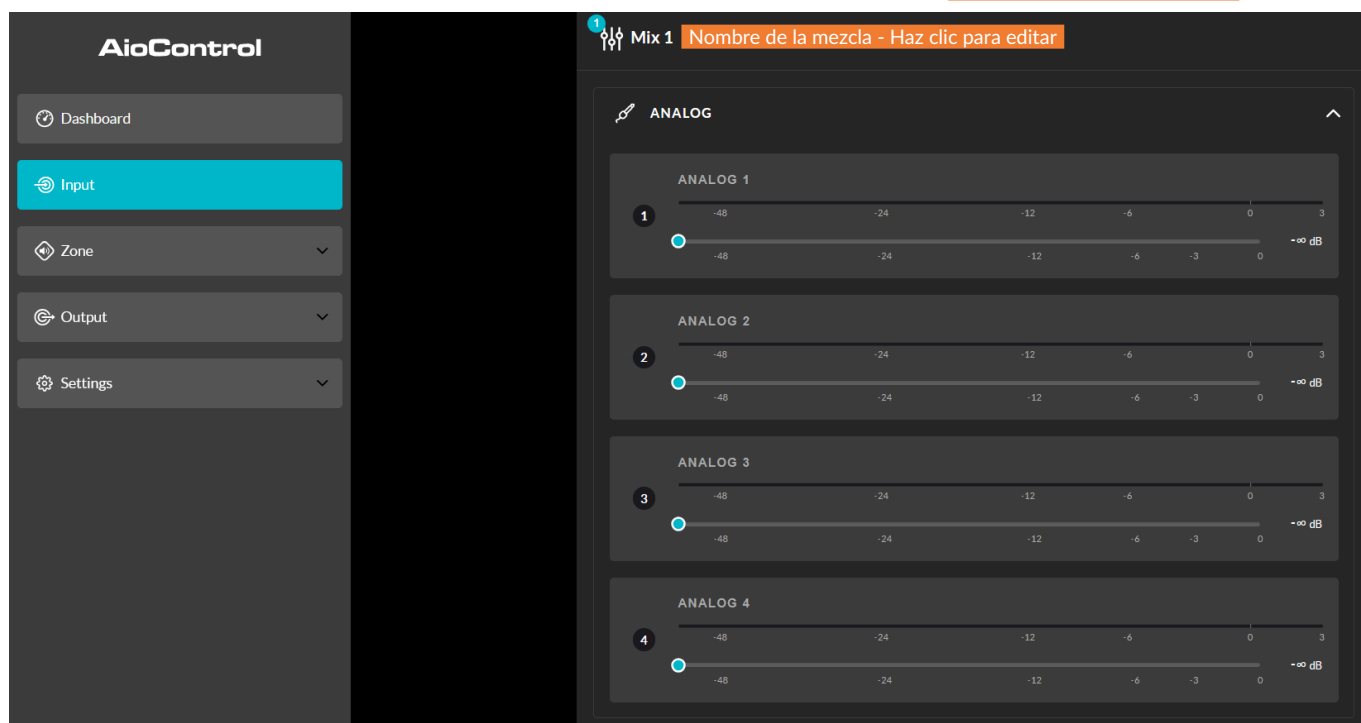 AioControl
Dashboard
Input
Zone
Output
Settings
1
Mix 1 Nombre de la mezcla - Haz clic para editar
ANALOG
ANALOG 1
1
-48 -24 -12 -6 0 3
-∞ dB
-48 -24 -12 -6 -3 0
ANALOG 2
2
-48 -24 -12 -6 0 3
-∞ dB
-48 -24 -12 -6 -3 0
ANALOG 3
3
-48 -24 -12 -6 0 3
-∞ dB
-48 -24 -12 -6 -3 0
ANALOG 4
4
-48 -24 -12 -6 0 3
-∞ dB
-48 -24 -12 -6 -3 0